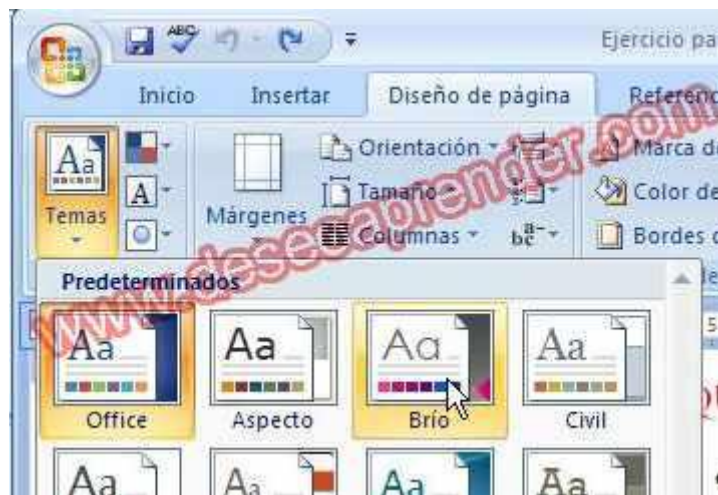 ABC
Ejercicio pa
Inicio Insertar Diseño de página Referenc
Aa Orientación Marca d
A Tamaño Color de
Temas Márgenes Columnas Bordes
Predeterminados
www.deseoaprender.com
Aa Aa Aa Aa
Office Aspecto Brío Civil
Aa Aa Aa Aa